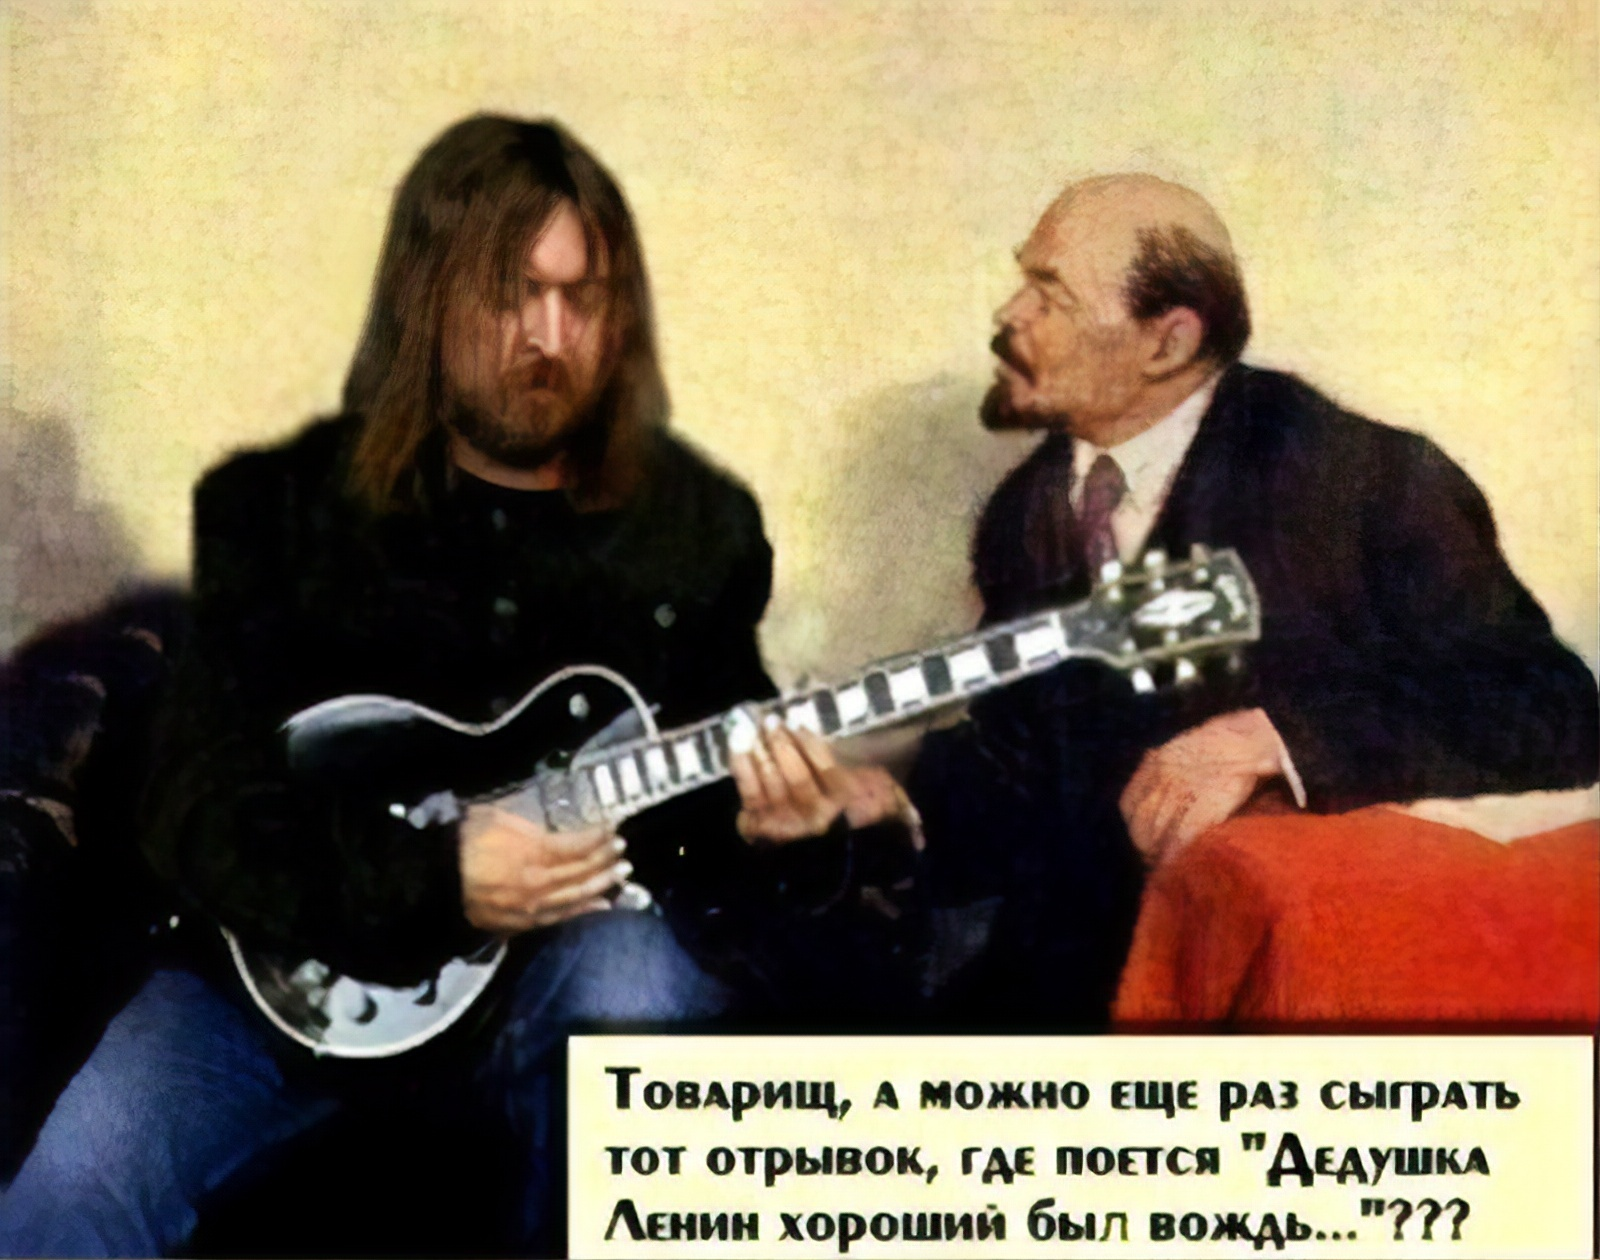 Товарищ, а можно еще раз сыграть
тот отрывок, где поется "Дедушка
Ленин хороший был вождь..."???